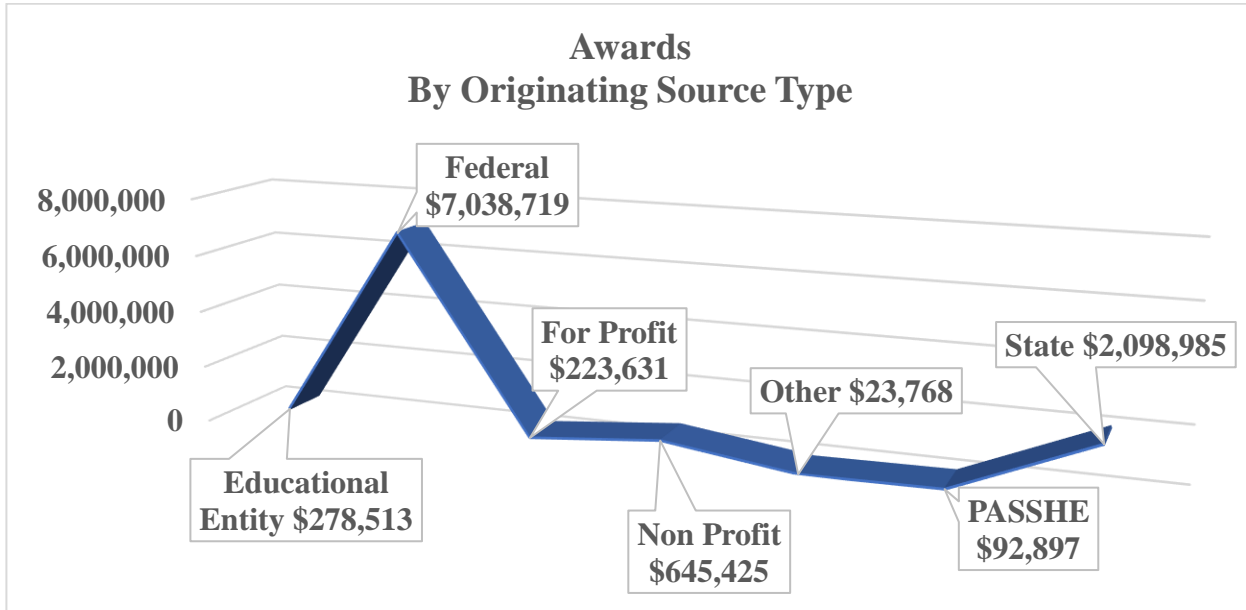 Awards
By Originating Source Type
8,000,000
6,000,000
4,000,000
2,000,000
0
Educational
Entity $278,513
Federal
$7,038,719
For Profit
$223,631
Non Profit
$645,425
Other $23,768
PASSHE
$92,897
State $2,098,985